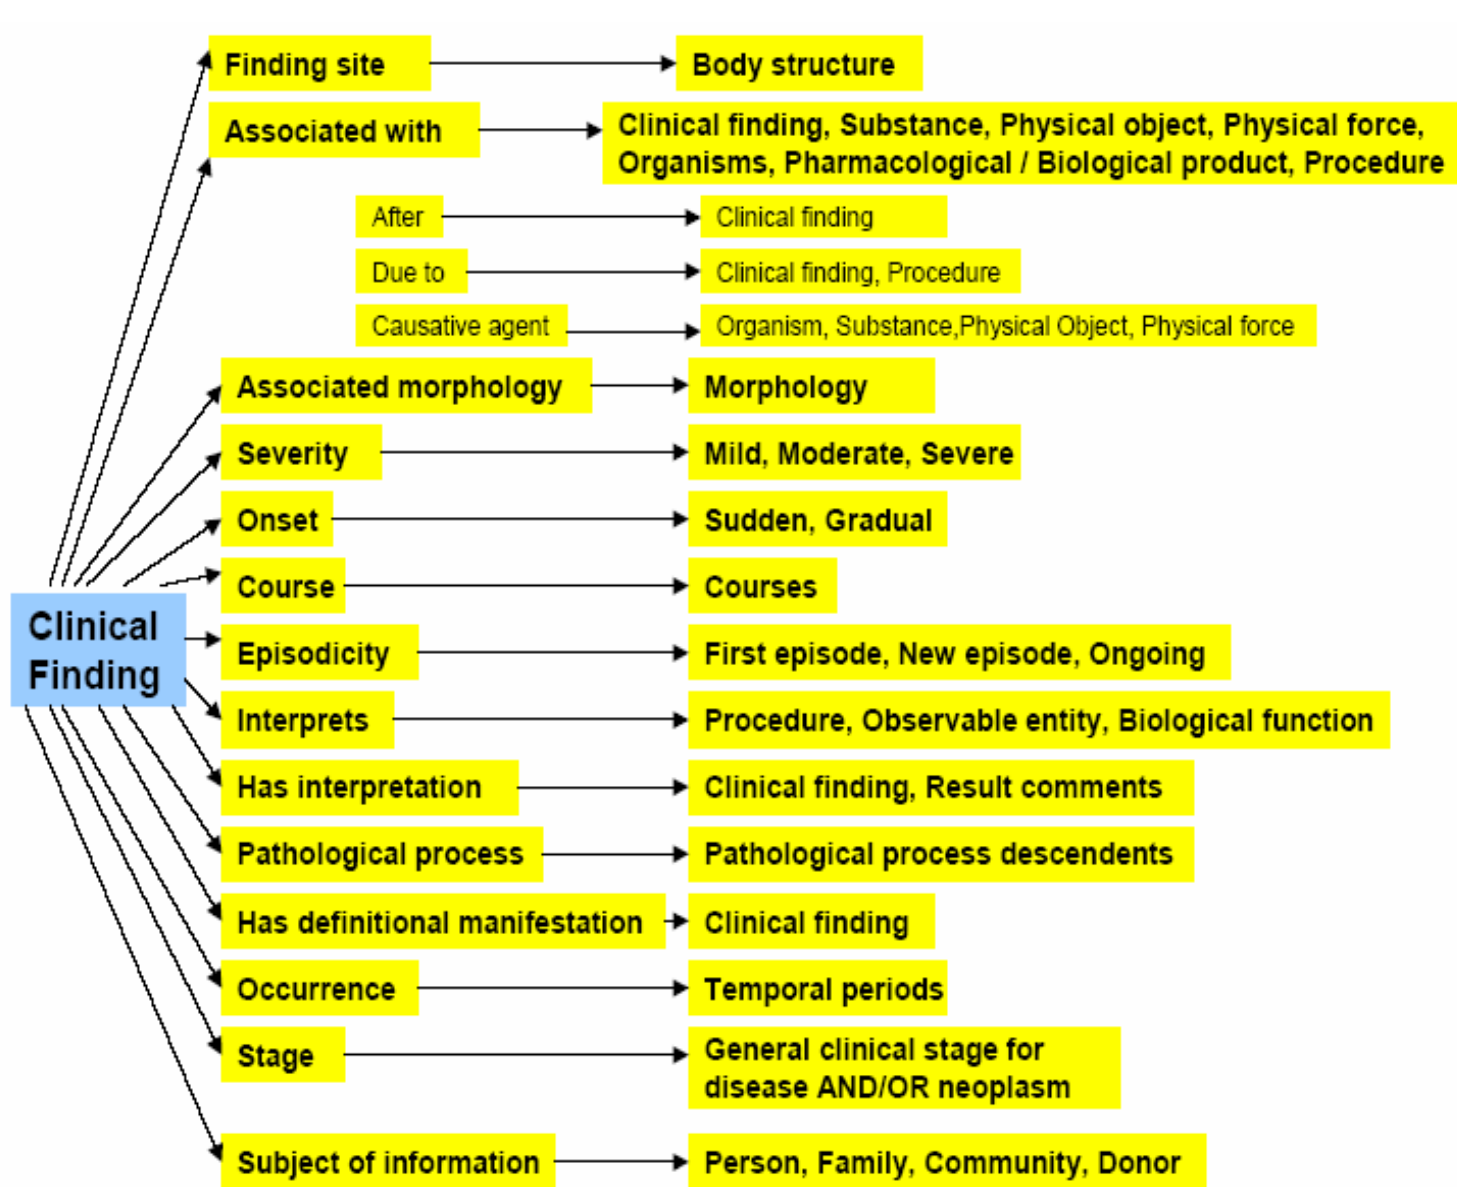 Finding site
Body structure
Associated with
Clinical finding, Substance, Physical object, Physical force,
Organisms, Pharmacological / Biological product, Procedure
After
Clinical finding
Due to
Clinical finding, Procedure
Causative agent
Organism, Substance,Physical Object, Physical force
Associated morphology
Morphology
Severity
Mild, Moderate, Severe
Onset
Sudden, Gradual
Course
Courses
Clinical
Finding
Episodicity
First episode, New episode, Ongoing
Interprets
Procedure, Observable entity, Biological function
Has interpretation
Clinical finding, Result comments
Pathological process
Pathological process descendents
Has definitional manifestation
Clinical finding
Occurrence
Temporal periods
Stage
General clinical stage for
disease AND/OR neoplasm
Subject of information
Person, Family, Community, Donor